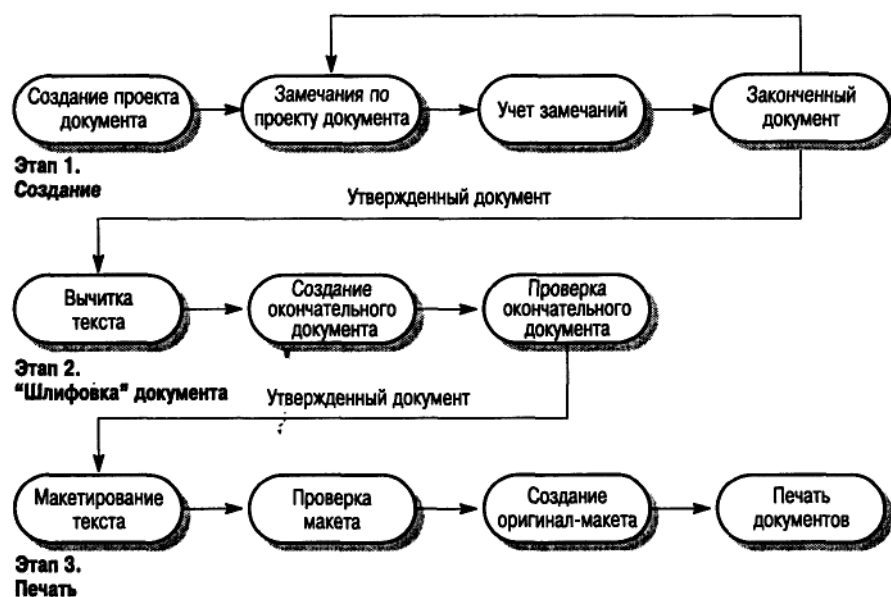 Создание проекта
документа
Замечания по
проекту документа
Учет замечаний
Законченный
документ
Этап 1.
Создание
Утвержденный документ
Вычитка
текста
Создание
окончательного
документа
Проверка
окончательного
документа
Этап 2.
“Шлифовка” документа
Утвержденный документ
Макетирование
текста
Проверка
макета
Создание
оригинал-макета
Печать
документов
Этап 3.
Печать